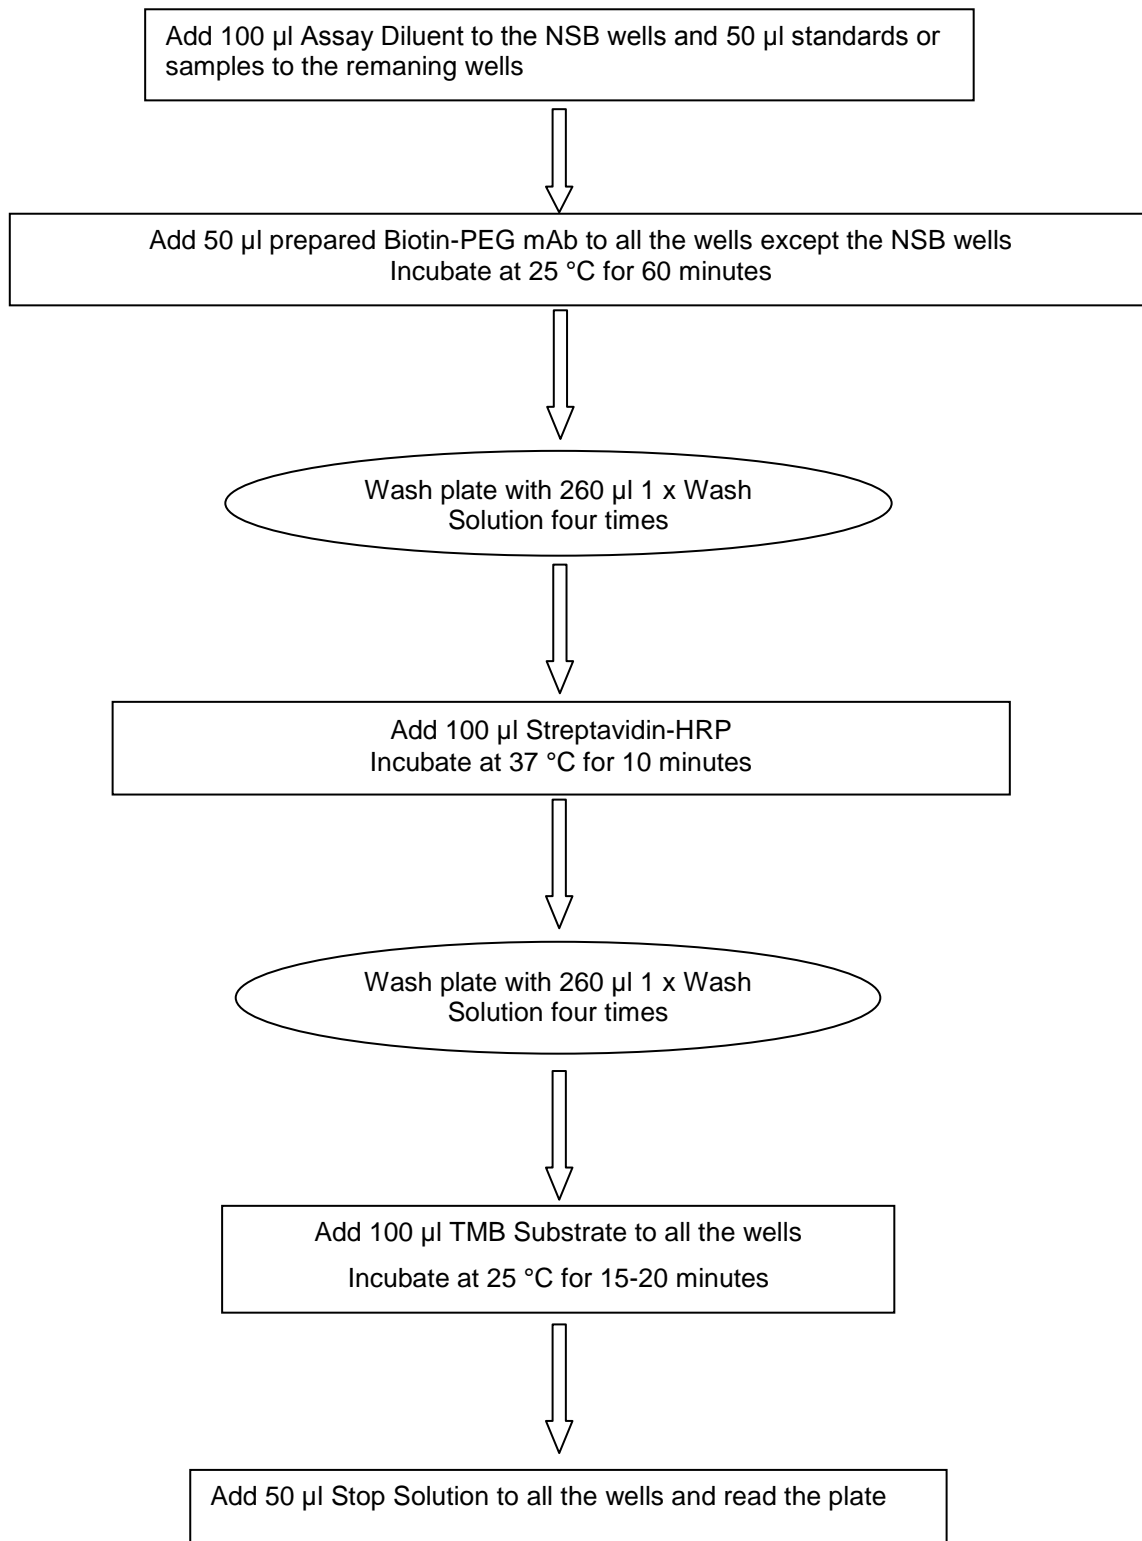 Add 100 µl Assay Diluent to the NSB wells and 50 µl standards or
samples to the remaning wells
Add 50 µl prepared Biotin-PEG mAb to all the wells except the NSB wells
Incubate at 25 °C for 60 minutes
Wash plate with 260 µl 1 x Wash
Solution four times
Add 100 µl Streptavidin-HRP
Incubate at 37 °C for 10 minutes
Wash plate with 260 µl 1 x Wash
Solution four times
Add 100 µl TMB Substrate to all the wells
Incubate at 25 °C for 15-20 minutes
Add 50 µl Stop Solution to all the wells and read the plate